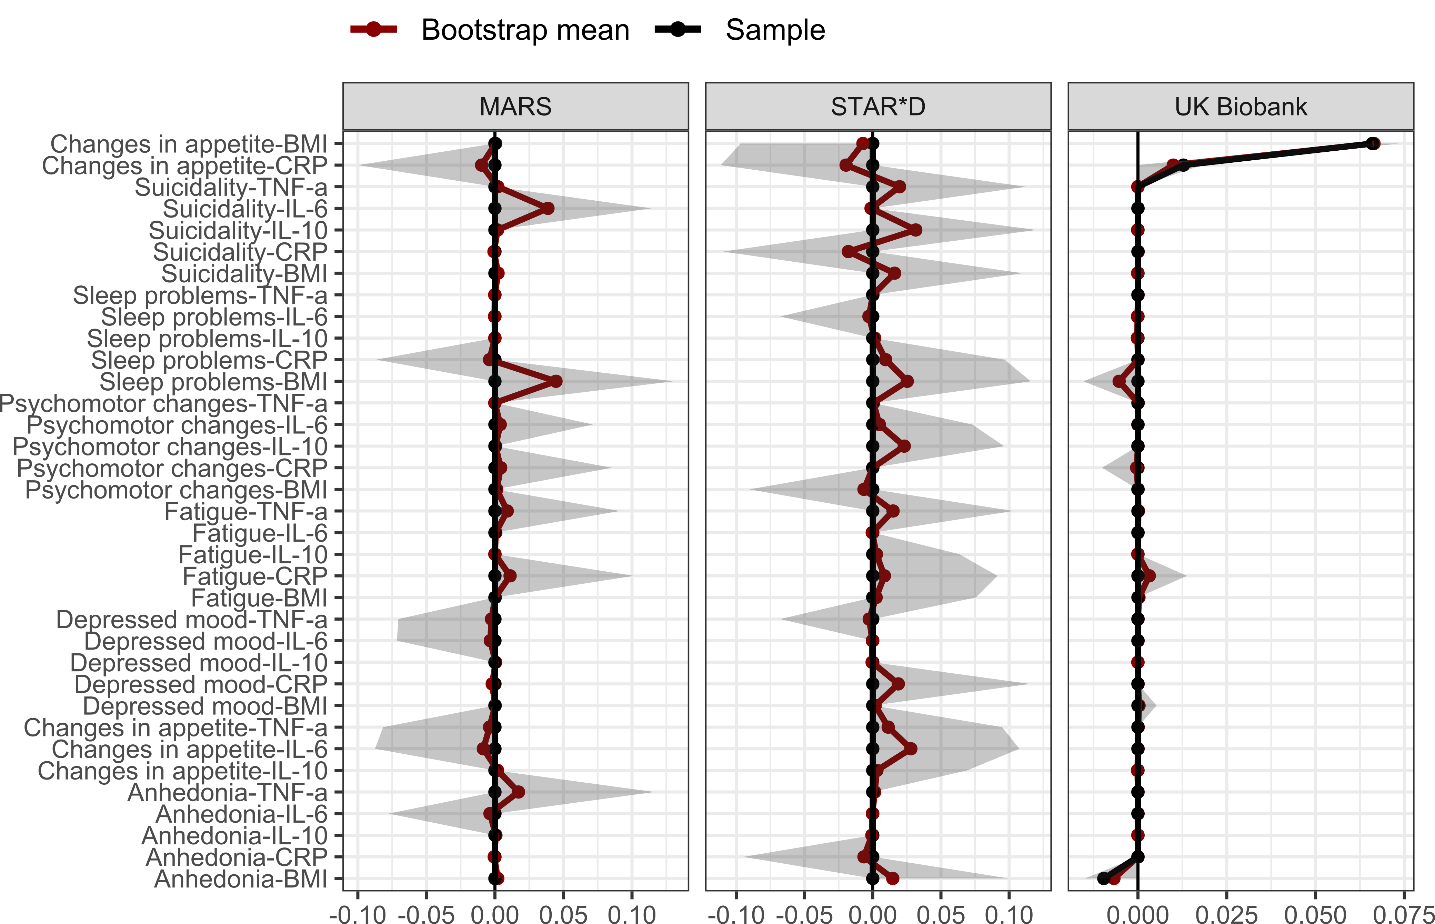 Bootstrap mean Sample
MARS STAR*D UK Biobank
Changes in appetite-BMI
Changes in appetite-CRP
Suicidality-TNF-a
Suicidality-IL-6
Suicidality-IL-10
Suicidality-CRP
Suicidality-BMI
Sleep problems-TNF-a
Sleep problems-IL-6
Sleep problems-IL-10
Sleep problems-CRP
Sleep problems-BMI
Psychomotor changes-TNF-a
Psychomotor changes-IL-6
Psychomotor changes-IL-10
Psychomotor changes-CRP
Psychomotor changes-BMI
Fatigue-TNF-a
Fatigue-IL-6
Fatigue-IL-10
Fatigue-CRP
Fatigue-BMI
Depressed mood-TNF-a
Depressed mood-IL-6
Depressed mood-IL-10
Depressed mood-CRP
Depressed mood-BMI
Changes in appetite-TNF-a
Changes in appetite-IL-6
Changes in appetite-IL-10
Anhedonia-TNF-a
Anhedonia-IL-6
Anhedonia-IL-10
Anhedonia-CRP
Anhedonia-BMI
-0.10 -0.05 0.00 0.05 0.10 -0.10 -0.05 0.00 0.05 0.10 0.000 0.025 0.050 0.075